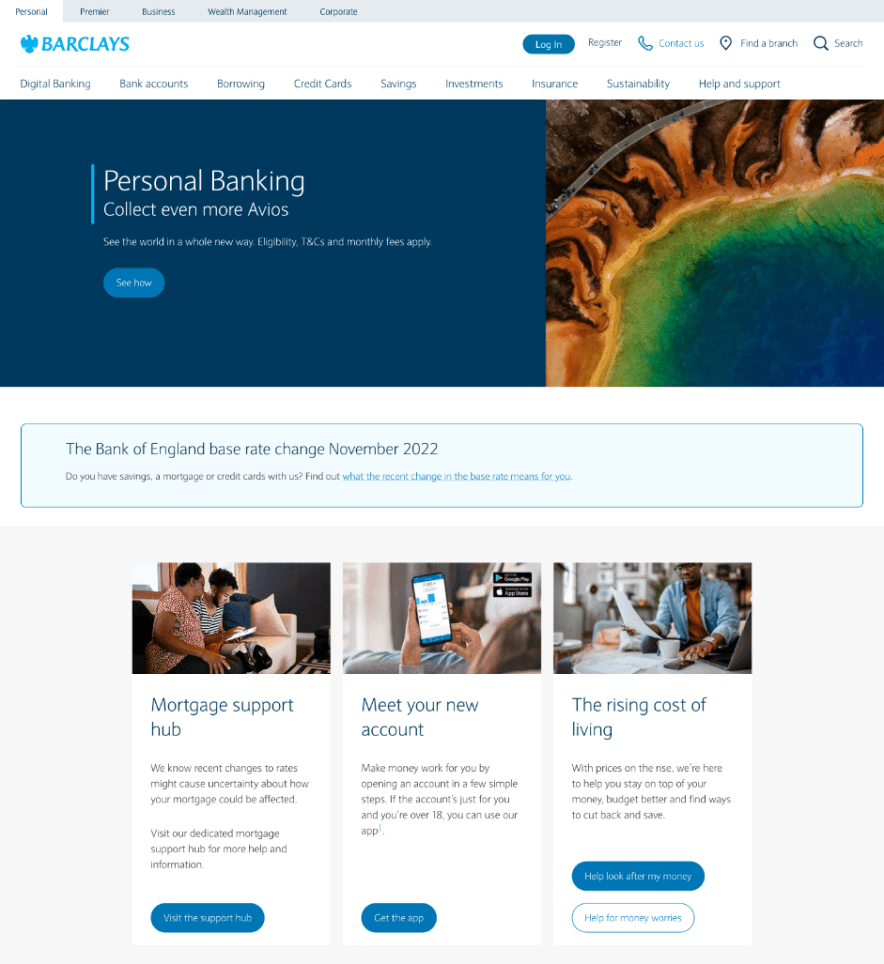 Personal Premier Business Wealth Management Corporate
BARCLAYS
Log In Register Contact us Find a branch Search
Digital Banking Bank accounts Borrowing Credit Cards Savings Investments Insurance Sustainability Help and support
Personal Banking
Collect even more Avios
See the world in a whole new way. Eligibility, T&Cs and monthly fees apply.
See how
The Bank of England base rate change November 2022
Do you have savings, a mortgage or credit cards with us? Find out what the recent change in the base rate means for you.
Mortgage support
hub
We know recent changes to rates
might cause uncertainty about how
your mortgage could be affected.
Visit our dedicated mortgage
support hub for more help and
information.
Visit the support hub
Google Play
App Store
Meet your new
account
Make money work for you by
opening an account in a few simple
steps. If the account's just for you
and you're over 18, you can use our
app¹.
Get the app
The rising cost of
living
With prices on the rise, we're here
to help you stay on top of your
money, budget better and find ways
to cut back and save.
Help look after my money
Help for money worries